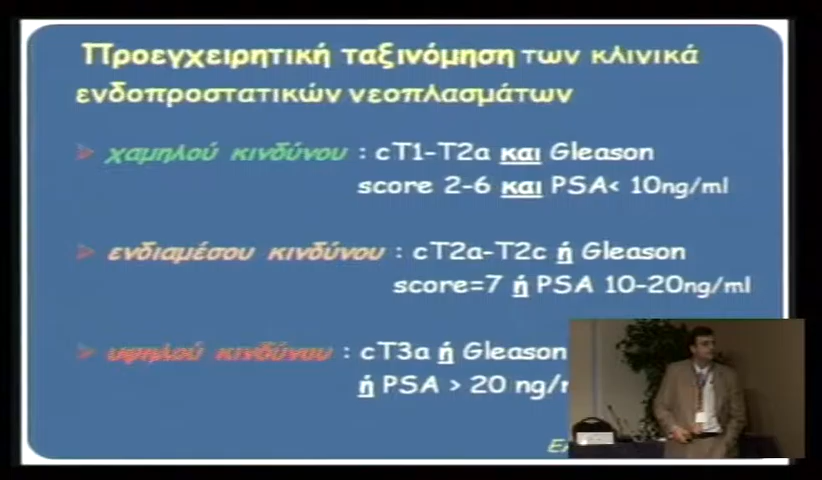 Προεγχειρητική ταξινόμηση των κλινικά
ενδοπροστατικών νεοπλασμάτων
χαμηλού κινδύνου : cT1-T2a και Gleason
score 2-6 και PSA< 10ng/ml
ενδιαμέσου κινδύνου : cT2a-T2c ή Gleason
score=7 ή PSA 10-20ng/ml
υψηλού κινδύνου : cT3a ή Gleason
ή PSA > 20